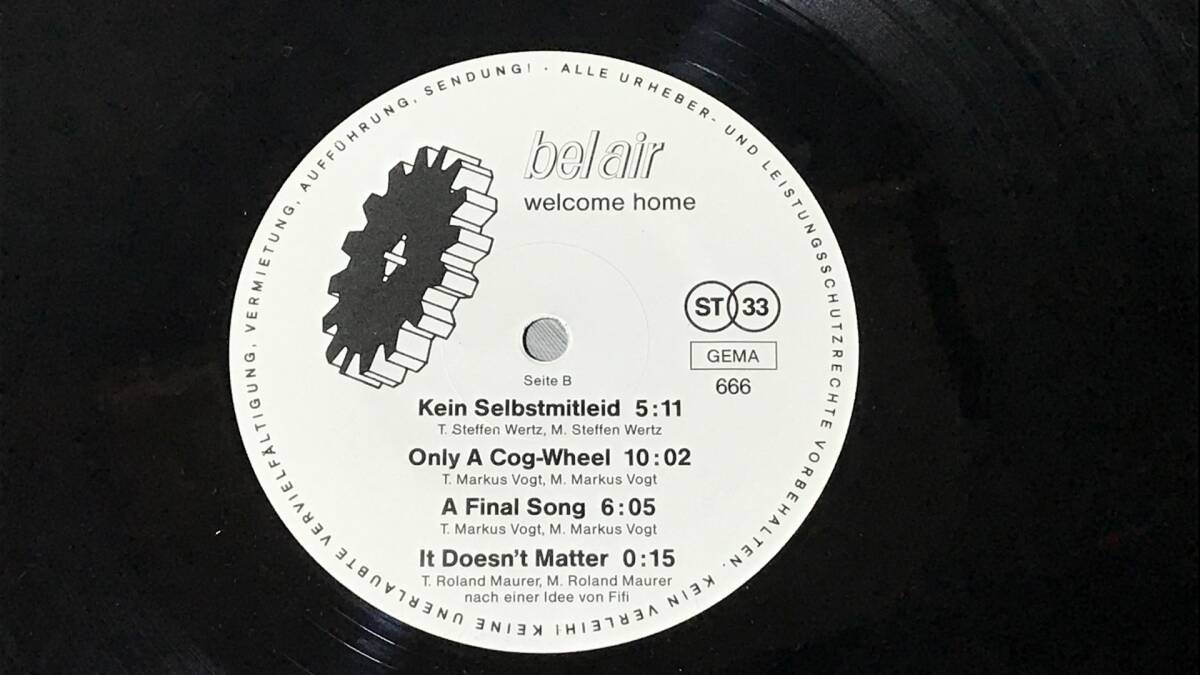 bel air
welcome home
ST 33
GEMA
666
Seite B
Kein Selbstmitleid 5:11
T. Steffen Wertz, M. Steffen Wertz
Only A Cog-Wheel 10:02
T. Markus Vogt, M. Markus Vogt
A Final Song 6:05
T. Markus Vogt, M. Markus Vogt
It Doesn't Matter 0:15
T. Roland Maurer, M. Roland Maurer
nach einer Idee von Fifi
ALLE URHEBER- UND LEISTUNGSSCHUTZRECHTE VORBEHALTEN. KEIN VERLEIH! KEINE UNERLAUBTE VERVIELFÄLTIGUNG, VERMIETUNG, AUFFÜHRUNG, SENDUNG! ·